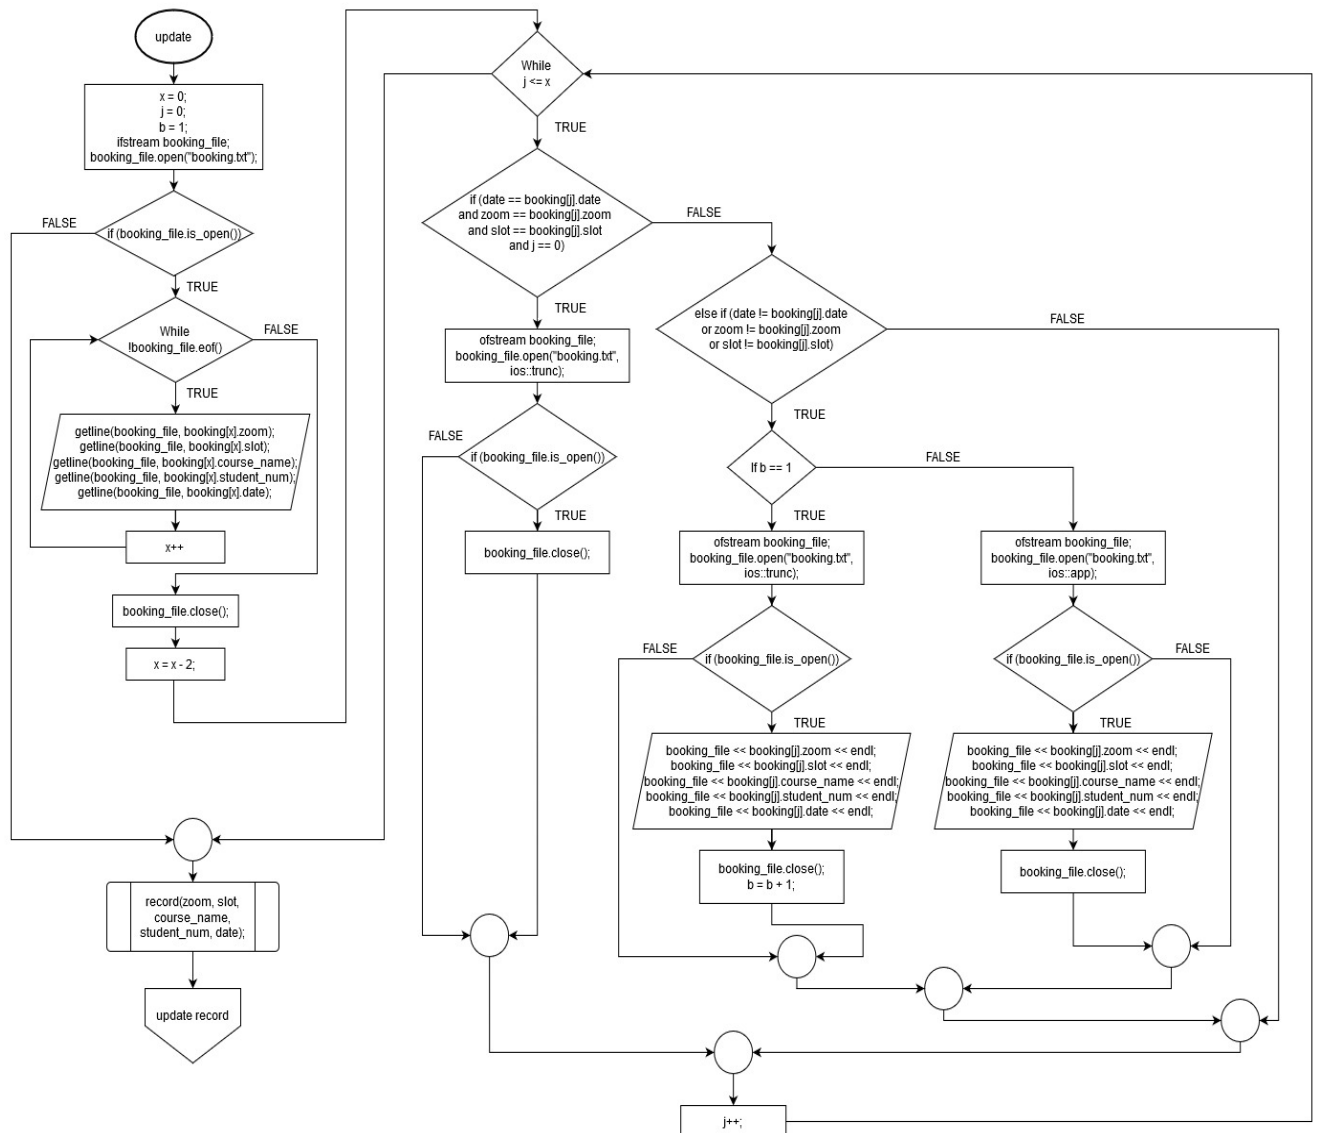 update
x = 0;
j = 0;
b = 1;
ifstream booking_file;
booking_file.open("booking.txt");
FALSE
if (booking_file.is_open())
TRUE
While
!booking_file.eof()
FALSE
TRUE
getline(booking_file, booking[x].zoom);
getline(booking_file, booking[x].slot);
getline(booking_file, booking[x].course_name);
getline(booking_file, booking[x].student_num);
getline(booking_file, booking[x].date);
x++
booking_file.close();
x = x - 2;
record(zoom, slot,
course_name,
student_num, date);
update record
While
j <= x
TRUE
if (date == booking[j].date
and zoom == booking[j].zoom
and slot == booking[j].slot
and j == 0)
FALSE
TRUE
ofstream booking_file;
booking_file.open("booking.txt",
ios::trunc);
FALSE
if (booking_file.is_open())
TRUE
booking_file.close();
else if (date != booking[j].date
or zoom != booking[j].zoom
or slot != booking[j].slot)
FALSE
TRUE
If b == 1
FALSE
TRUE
ofstream booking_file;
booking_file.open("booking.txt",
ios::trunc);
FALSE
if (booking_file.is_open())
TRUE
booking_file << booking[j].zoom << endl;
booking_file << booking[j].slot << endl;
booking_file << booking[j].course_name << endl;
booking_file << booking[j].student_num << endl;
booking_file << booking[j].date << endl;
booking_file.close();
b = b + 1;
ofstream booking_file;
booking_file.open("booking.txt",
ios::app);
if (booking_file.is_open())
FALSE
TRUE
booking_file << booking[j].zoom << endl;
booking_file << booking[j].slot << endl;
booking_file << booking[j].course_name << endl;
booking_file << booking[j].student_num << endl;
booking_file << booking[j].date << endl;
booking_file.close();
j++;